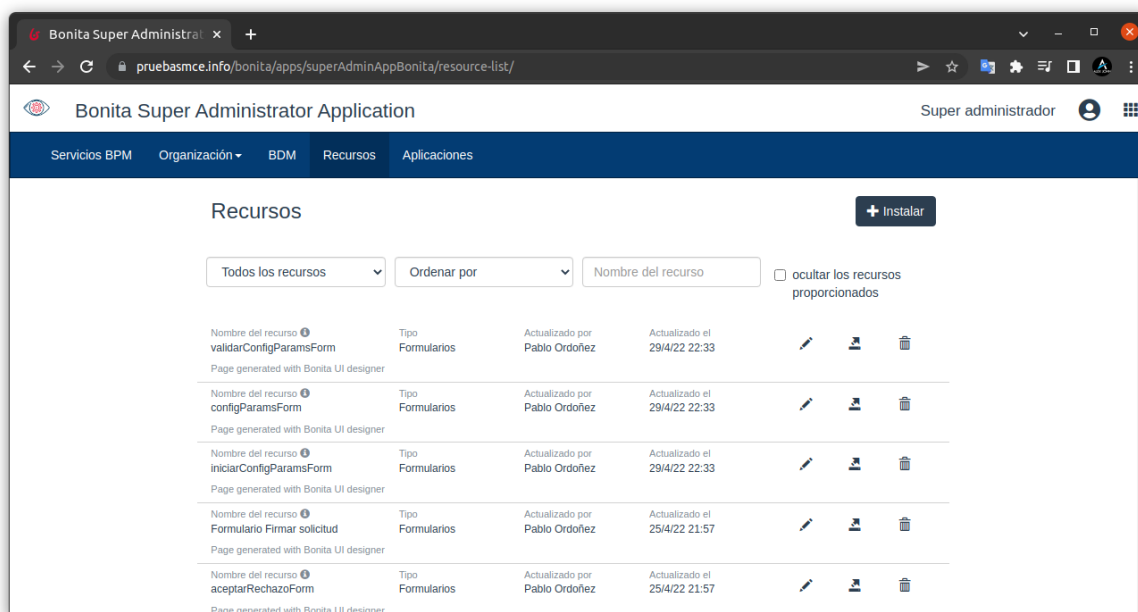 Bonita Super Administrat
pruebasmce.info/bonita/apps/superAdminAppBonita/resource-list/
Bonita Super Administrator Application
Super administrador
Servicios BPM Organización BDM Recursos Aplicaciones
Recursos
Instalar
Todos los recursos Ordenar por Nombre del recurso ocultar los recursos
proporcionados
Nombre del recurso Tipo Actualizado por Actualizado el
validarConfigParamsForm Formularios Pablo Ordoñez 29/4/22 22:33
Page generated with Bonita UI designer
Nombre del recurso Tipo Actualizado por Actualizado el
configParamsForm Formularios Pablo Ordoñez 29/4/22 22:33
Page generated with Bonita UI designer
Nombre del recurso Tipo Actualizado por Actualizado el
iniciarConfigParamsForm Formularios Pablo Ordoñez 29/4/22 22:33
Page generated with Bonita UI designer
Nombre del recurso Tipo Actualizado por Actualizado el
Formulario Firmar solicitud Formularios Pablo Ordoñez 25/4/22 21:57
Page generated with Bonita UI designer
Nombre del recurso Tipo Actualizado por Actualizado el
aceptarRechazoForm Formularios Pablo Ordoñez 25/4/22 21:57
Page generated with Bonita UI designer